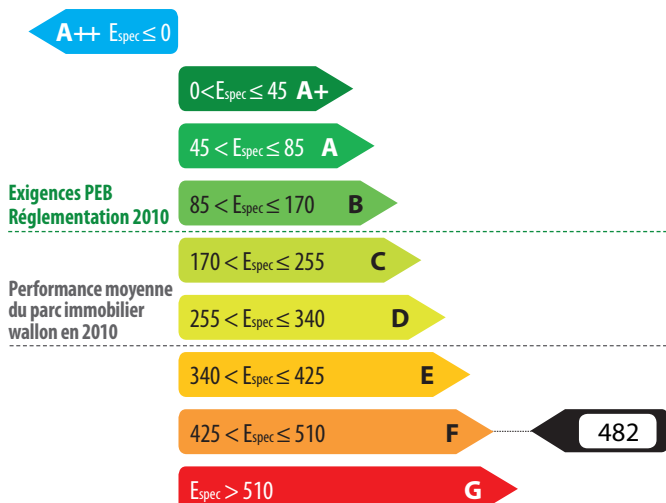 A++ Espec ≤ 0
0<Espec ≤ 45 A+
45 < Espec ≤ 85 A
Exigences PEB
Réglementation 2010
85 < Espec ≤ 170 B
170 < Espec ≤ 255 C
Performance moyenne
du parc immobilier
wallon en 2010
255 < Espec ≤ 340 D
340 < Espec ≤ 425 E
425 < Espec ≤ 510 F
482
Espec > 510 G